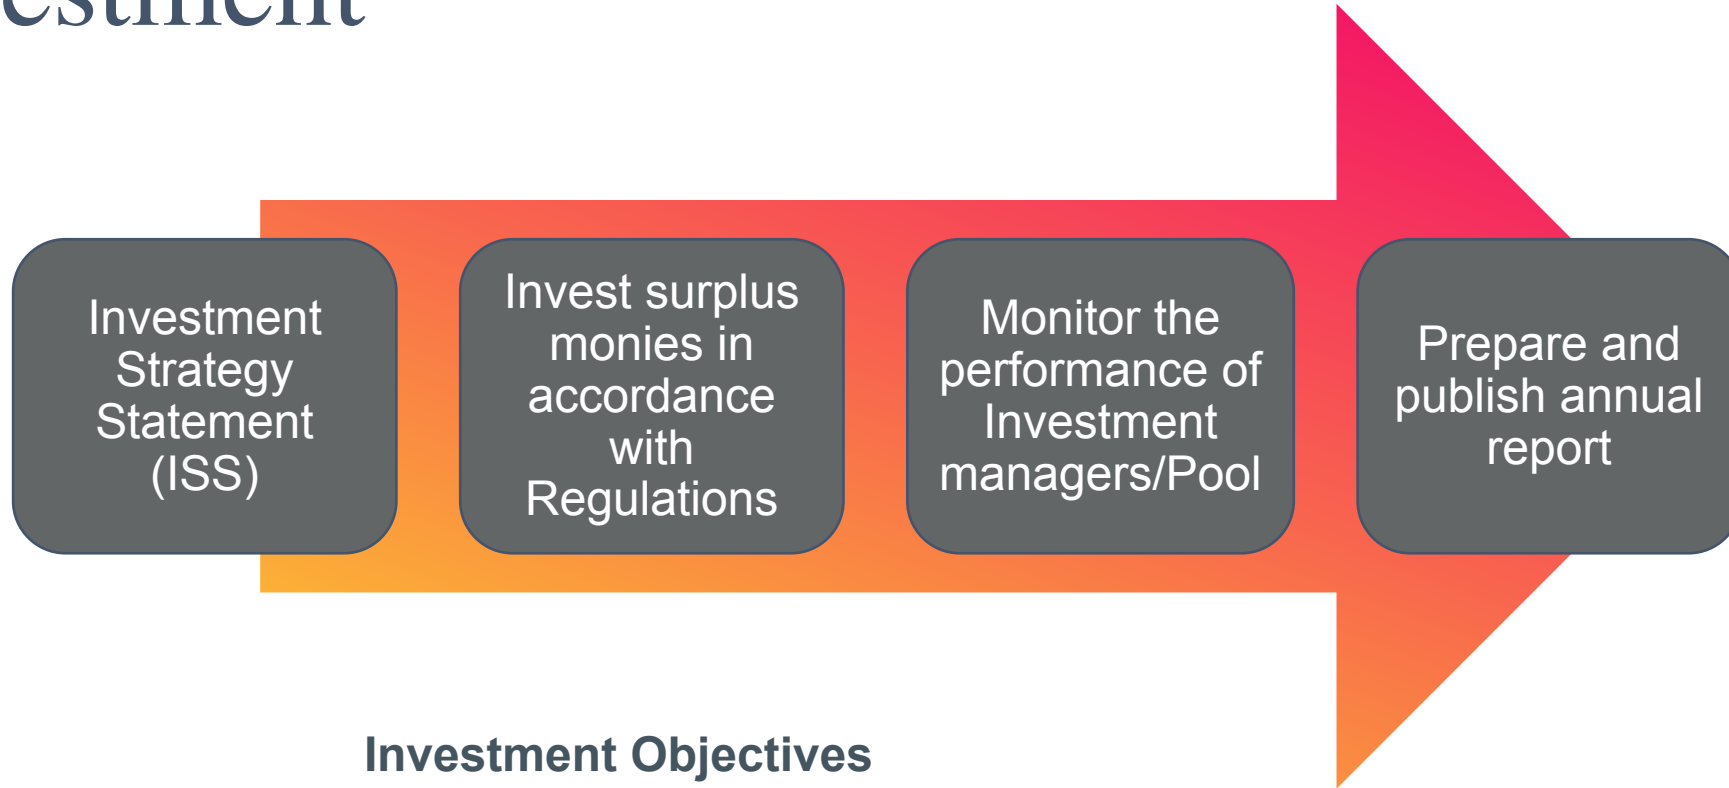 Investment
Strategy
Statement
(ISS)
Invest surplus
monies in
accordance
with
Regulations
Monitor the
performance of
Investment
managers/Pool
Prepare and
publish annual
report
Investment Objectives